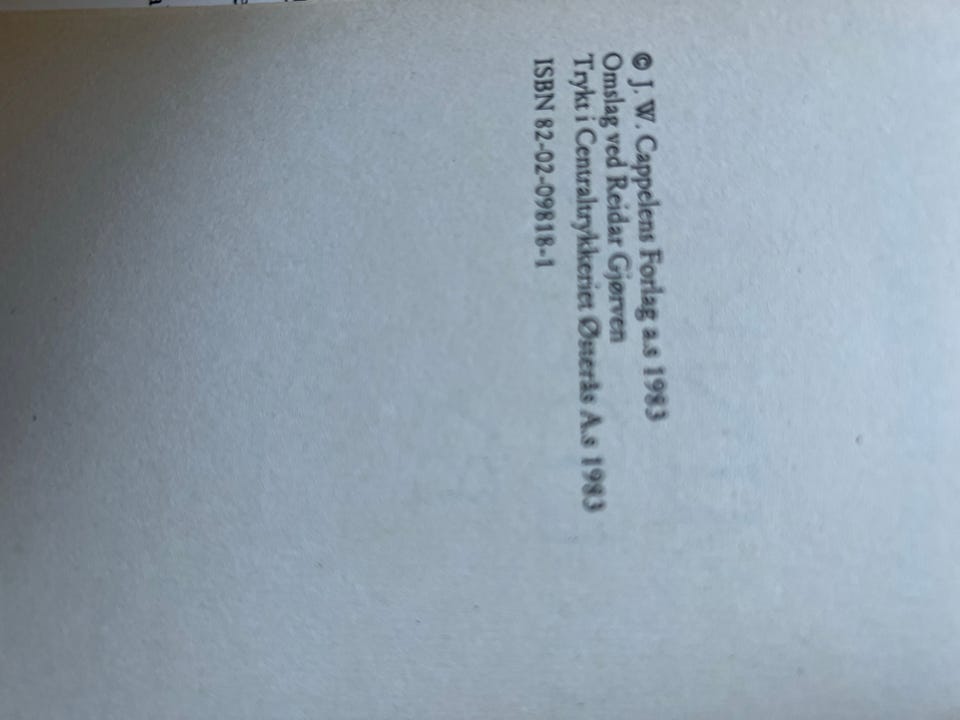 © J. W. Cappelens Forlag a.s 1983
Omslag ved Reidar Gjørven
Trykt i Centraltrykkeriet Østerås A.s 1983
ISBN 82-02-09818-1